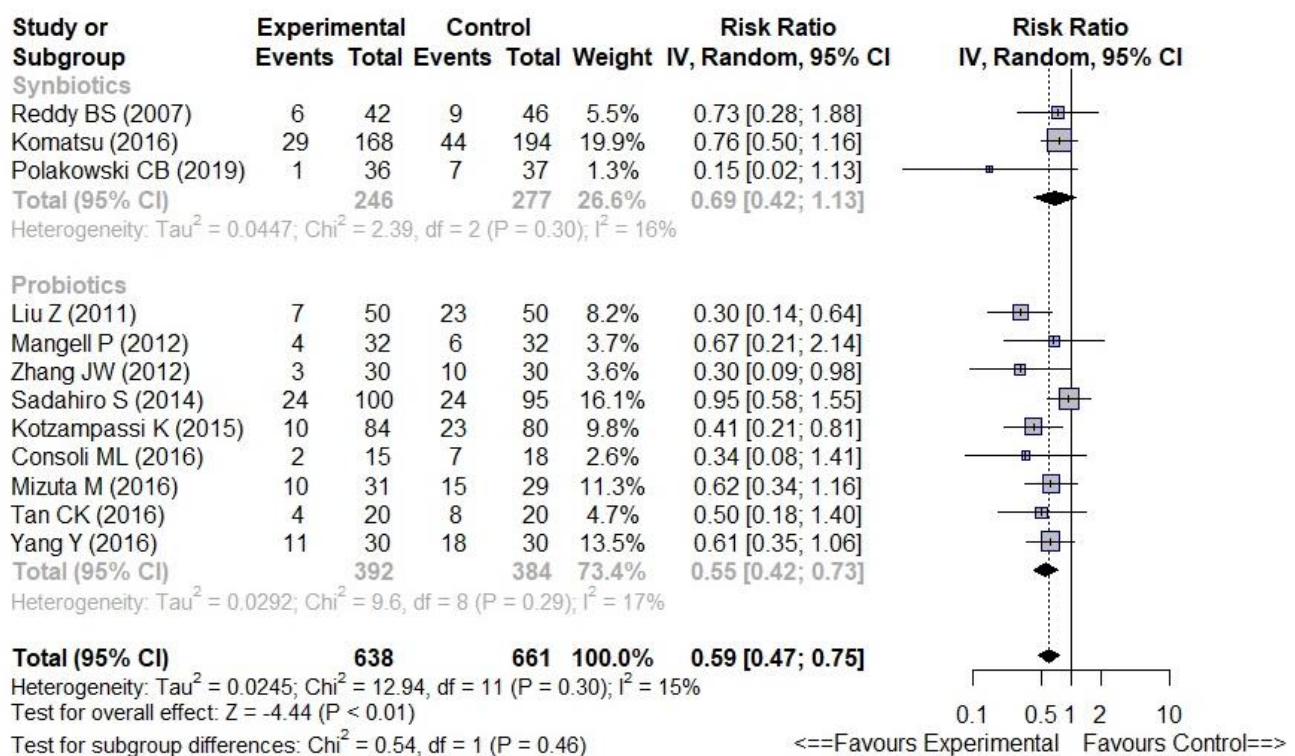 Study or Experimental Control Risk Ratio Risk Ratio
Subgroup Events Total Events Total Weight IV, Random, 95% CI IV, Random, 95% CI
Synbiotics
Reddy BS (2007) 6 42 9 46 5.5% 0.73 [0.28; 1.88]
Komatsu (2016) 29 168 44 194 19.9% 0.76 [0.50; 1.16]
Polakowski CB (2019) 1 36 7 37 1.3% 0.15 [0.02; 1.13]
Total (95% CI) 246 277 26.6% 0.69 [0.42; 1.13]
Heterogeneity: Tau² = 0.0447; Chi² = 2.39, df = 2 (P = 0.30); I² = 16%
Probiotics
Liu Z (2011) 7 50 23 50 8.2% 0.30 [0.14; 0.64]
Mangell P (2012) 4 32 6 32 3.7% 0.67 [0.21; 2.14]
Zhang JW (2012) 3 30 10 30 3.6% 0.30 [0.09; 0.98]
Sadahiro S (2014) 24 100 24 95 16.1% 0.95 [0.58; 1.55]
Kotzampassi K (2015) 10 84 23 80 9.8% 0.41 [0.21; 0.81]
Consoli ML (2016) 2 15 7 18 2.6% 0.34 [0.08; 1.41]
Mizuta M (2016) 10 31 15 29 11.3% 0.62 [0.34; 1.16]
Tan CK (2016) 4 20 8 20 4.7% 0.50 [0.18; 1.40]
Yang Y (2016) 11 30 18 30 13.5% 0.61 [0.35; 1.06]
Total (95% CI) 392 384 73.4% 0.55 [0.42; 0.73]
Heterogeneity: Tau² = 0.0292; Chi² = 9.6, df = 8 (P = 0.29); I² = 17%
Total (95% CI) 638 661 100.0% 0.59 [0.47; 0.75]
Heterogeneity: Tau² = 0.0245; Chi² = 12.94, df = 11 (P = 0.30); I² = 15%
Test for overall effect: Z = -4.44 (P < 0.01)
0.1 0.5 1 2 10
Test for subgroup differences: Chi² = 0.54, df = 1 (P = 0.46) <==Favours Experimental Favours Control==>